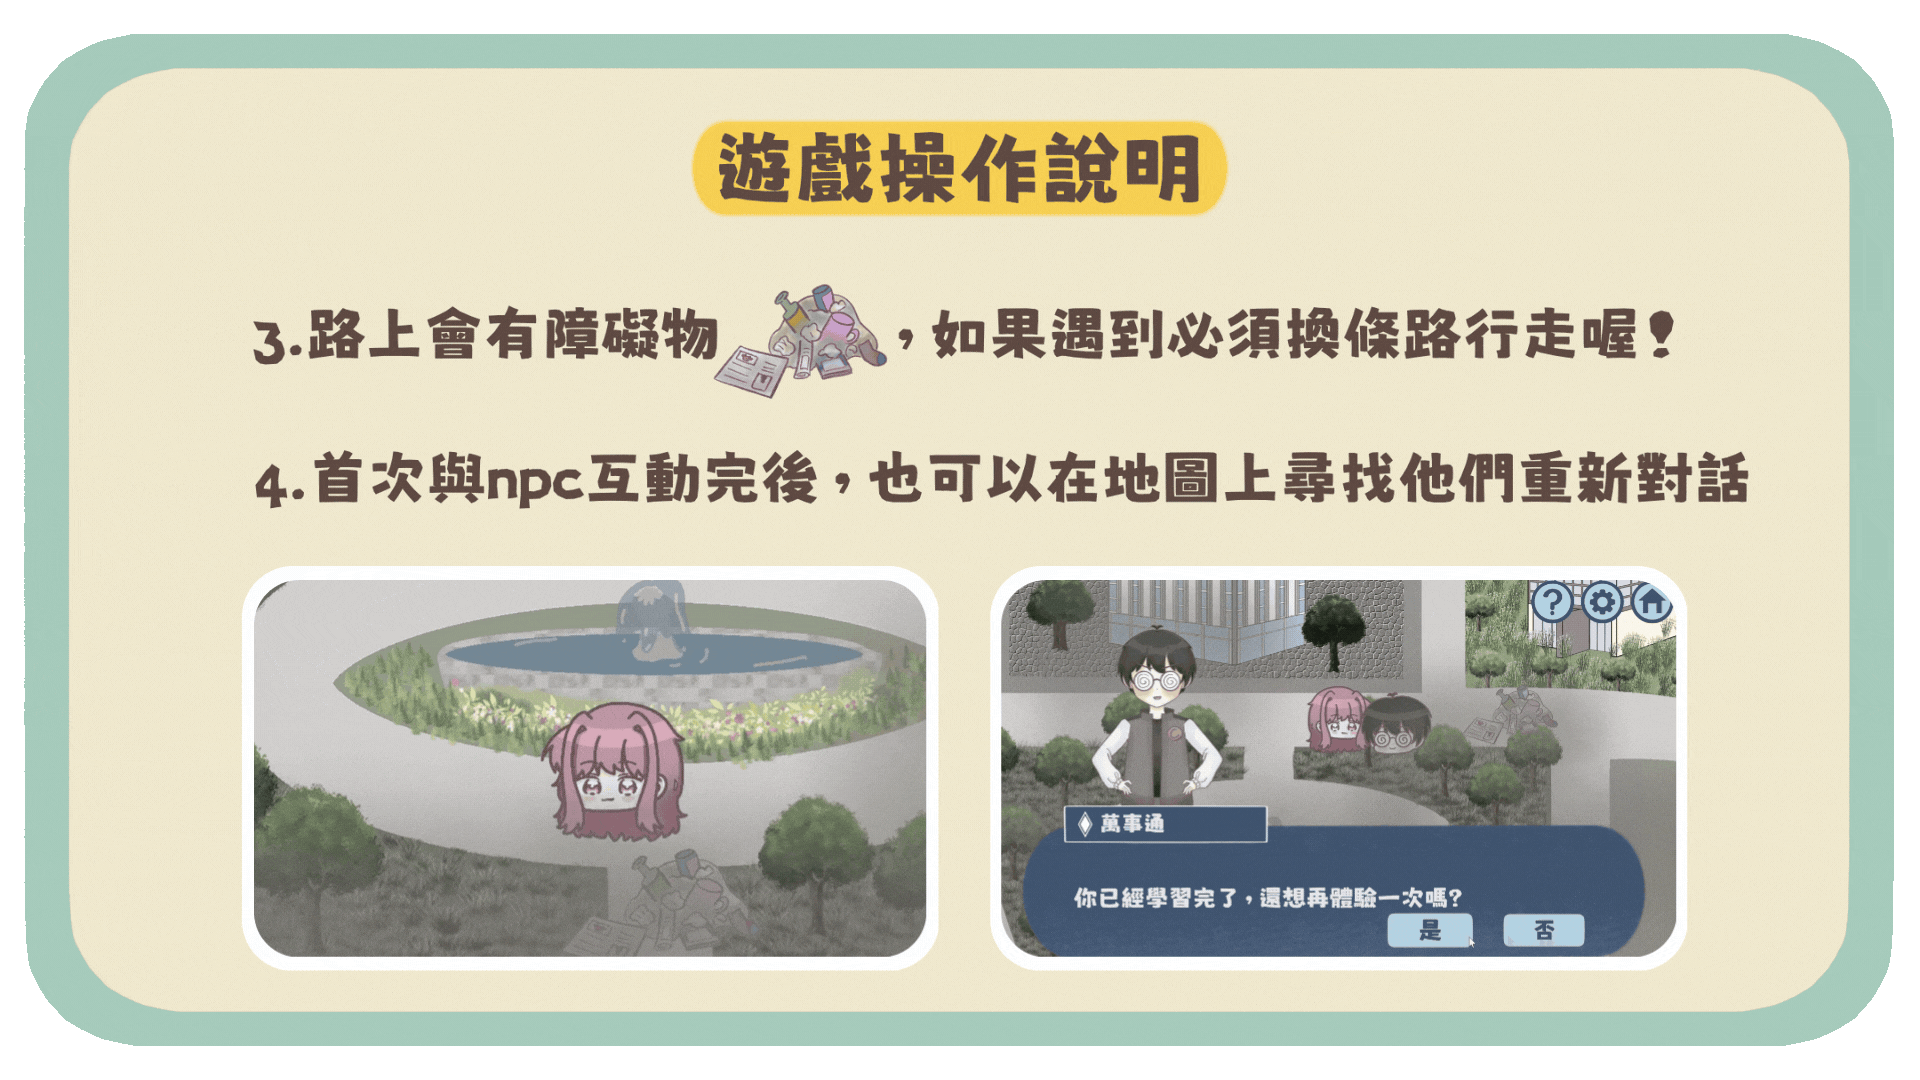 遊戲操作說明
3.路上會有障礙物，如果遇到必須換條路行走喔！
4.首次與npc互動完後，也可以在地圖上尋找他們重新對話
?
萬事通
你已經學習完了，還想再體驗一次嗎?
是 否